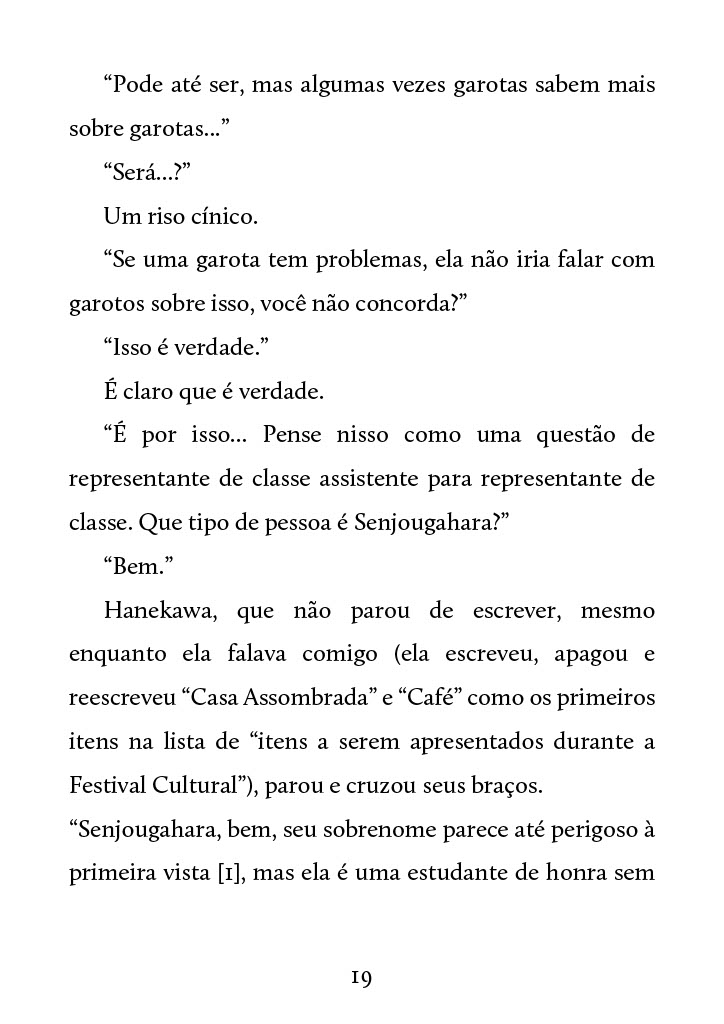 “Pode até ser, mas algumas vezes garotas sabem mais
sobre garotas...”
“Será...?”
Um riso cínico.
“Se uma garota tem problemas, ela não iria falar com
garotos sobre isso, você não concorda?”
“Isso é verdade.”
É claro que é verdade.
“É por isso... Pense nisso como uma questão de
representante de classe assistente para representante de
classe. Que tipo de pessoa é Senjougahara?”
“Bem.”
Hanekawa, que não parou de escrever, mesmo
enquanto ela falava comigo (ela escreveu, apagou e
reescreveu “Casa Assombrada” e “Café” como os primeiros
itens na lista de “itens a serem apresentados durante a
Festival Cultural”), parou e cruzou seus braços.
“Senjougahara, bem, seu sobrenome parece até perigoso à
primeira vista [1], mas ela é uma estudante de honra sem
19